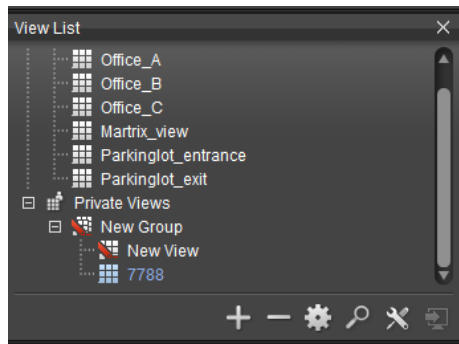 View List
Office_A
Office_B
Office_C
Martrix_view
Parkinglot_entrance
Parkinglot_exit
Private Views
New Group
New View
7788